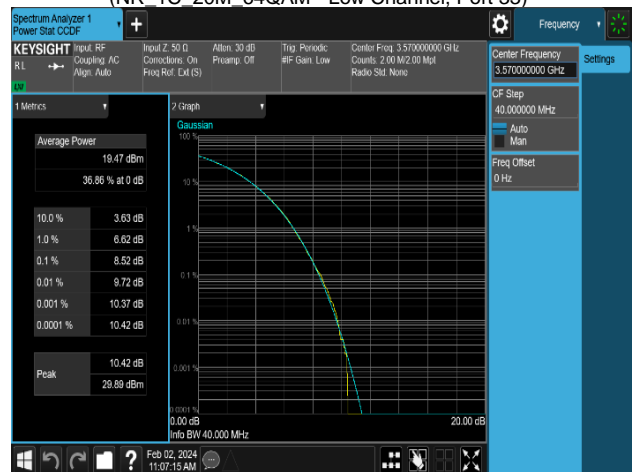 Spectrum Analyzer 1
Power Stat CCDF
Frequency
KEYSIGHT
RL
Input: RF
Coupling: AC
Align: Auto
Input Z: 50 Ω
Corrections: On
Freq Ref: Ext (S)
Atten: 30 dB
Preamp: Off
Trig: Periodic
#IF Gain: Low
Center Freq: 3.570000000 GHz
Counts: 2.00 M/2.00 Mpt
Radio Std: None
Center Frequency
3.570000000 GHz
Settings
CF Step
40.000000 MHz
Auto
Man
Freq Offset
0 Hz
1 Metrics
2 Graph
Average Power
19.47 dBm
36.86 % at 0 dB
10.0 % 3.63 dB
1.0 % 6.62 dB
0.1 % 8.52 dB
0.01 % 9.72 dB
0.001 % 10.37 dB
0.0001 % 10.42 dB
Peak
10.42 dB
29.89 dBm
Gaussian
100 %
10 %
1 %
0.1 %
0.01 %
0.001 %
0.0001 %
0.00 dB
20.00 dB
Info BW 40.000 MHz
Feb 02, 2024
11:07:15 AM